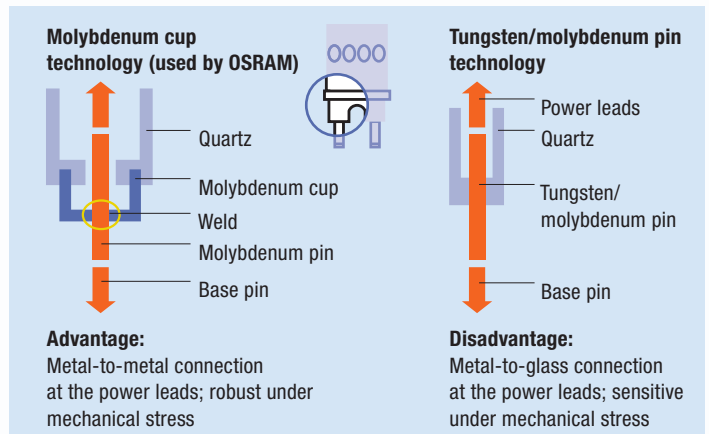 Molybdenum cup
technology (used by OSRAM)
Quartz
Molybdenum cup
Weld
Molybdenum pin
Base pin
Advantage:
Metal-to-metal connection
at the power leads; robust under
mechanical stress
Tungsten/molybdenum pin
technology
Power leads
Quartz
Tungsten/
molybdenum pin
Base pin
Disadvantage:
Metal-to-glass connection
at the power leads; sensitive
under mechanical stress